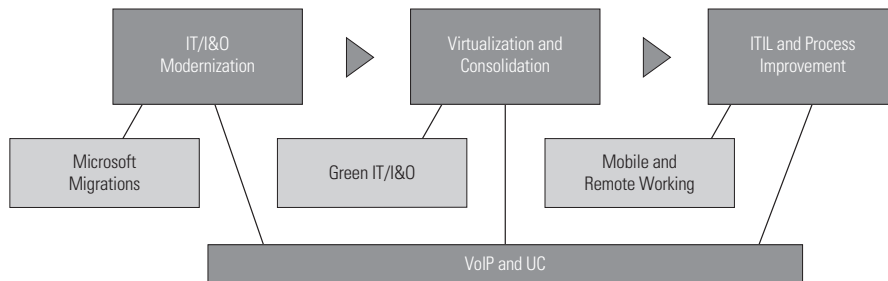 IT/I&O
Modernization
Virtualization and
Consolidation
ITIL and Process
Improvement
Microsoft
Migrations
Green IT/I&O
Mobile and
Remote Working
VoIP and UC